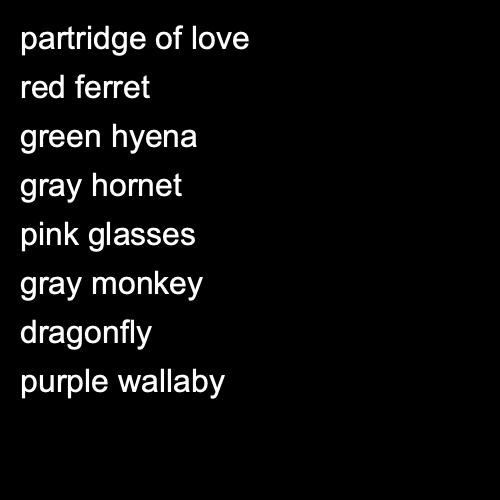 partridge of love
red ferret
green hyena
gray hornet
pink glasses
gray monkey
dragonfly
purple wallaby